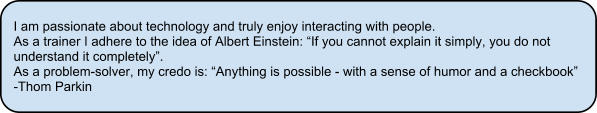 I am passionate about technology and truly enjoy interacting with people.
As a trainer I adhere to the idea of Albert Einstein: “If you cannot explain it simply, you do not
understand it completely”.
As a problem-solver, my credo is: “Anything is possible - with a sense of humor and a checkbook”
-Thom Parkin